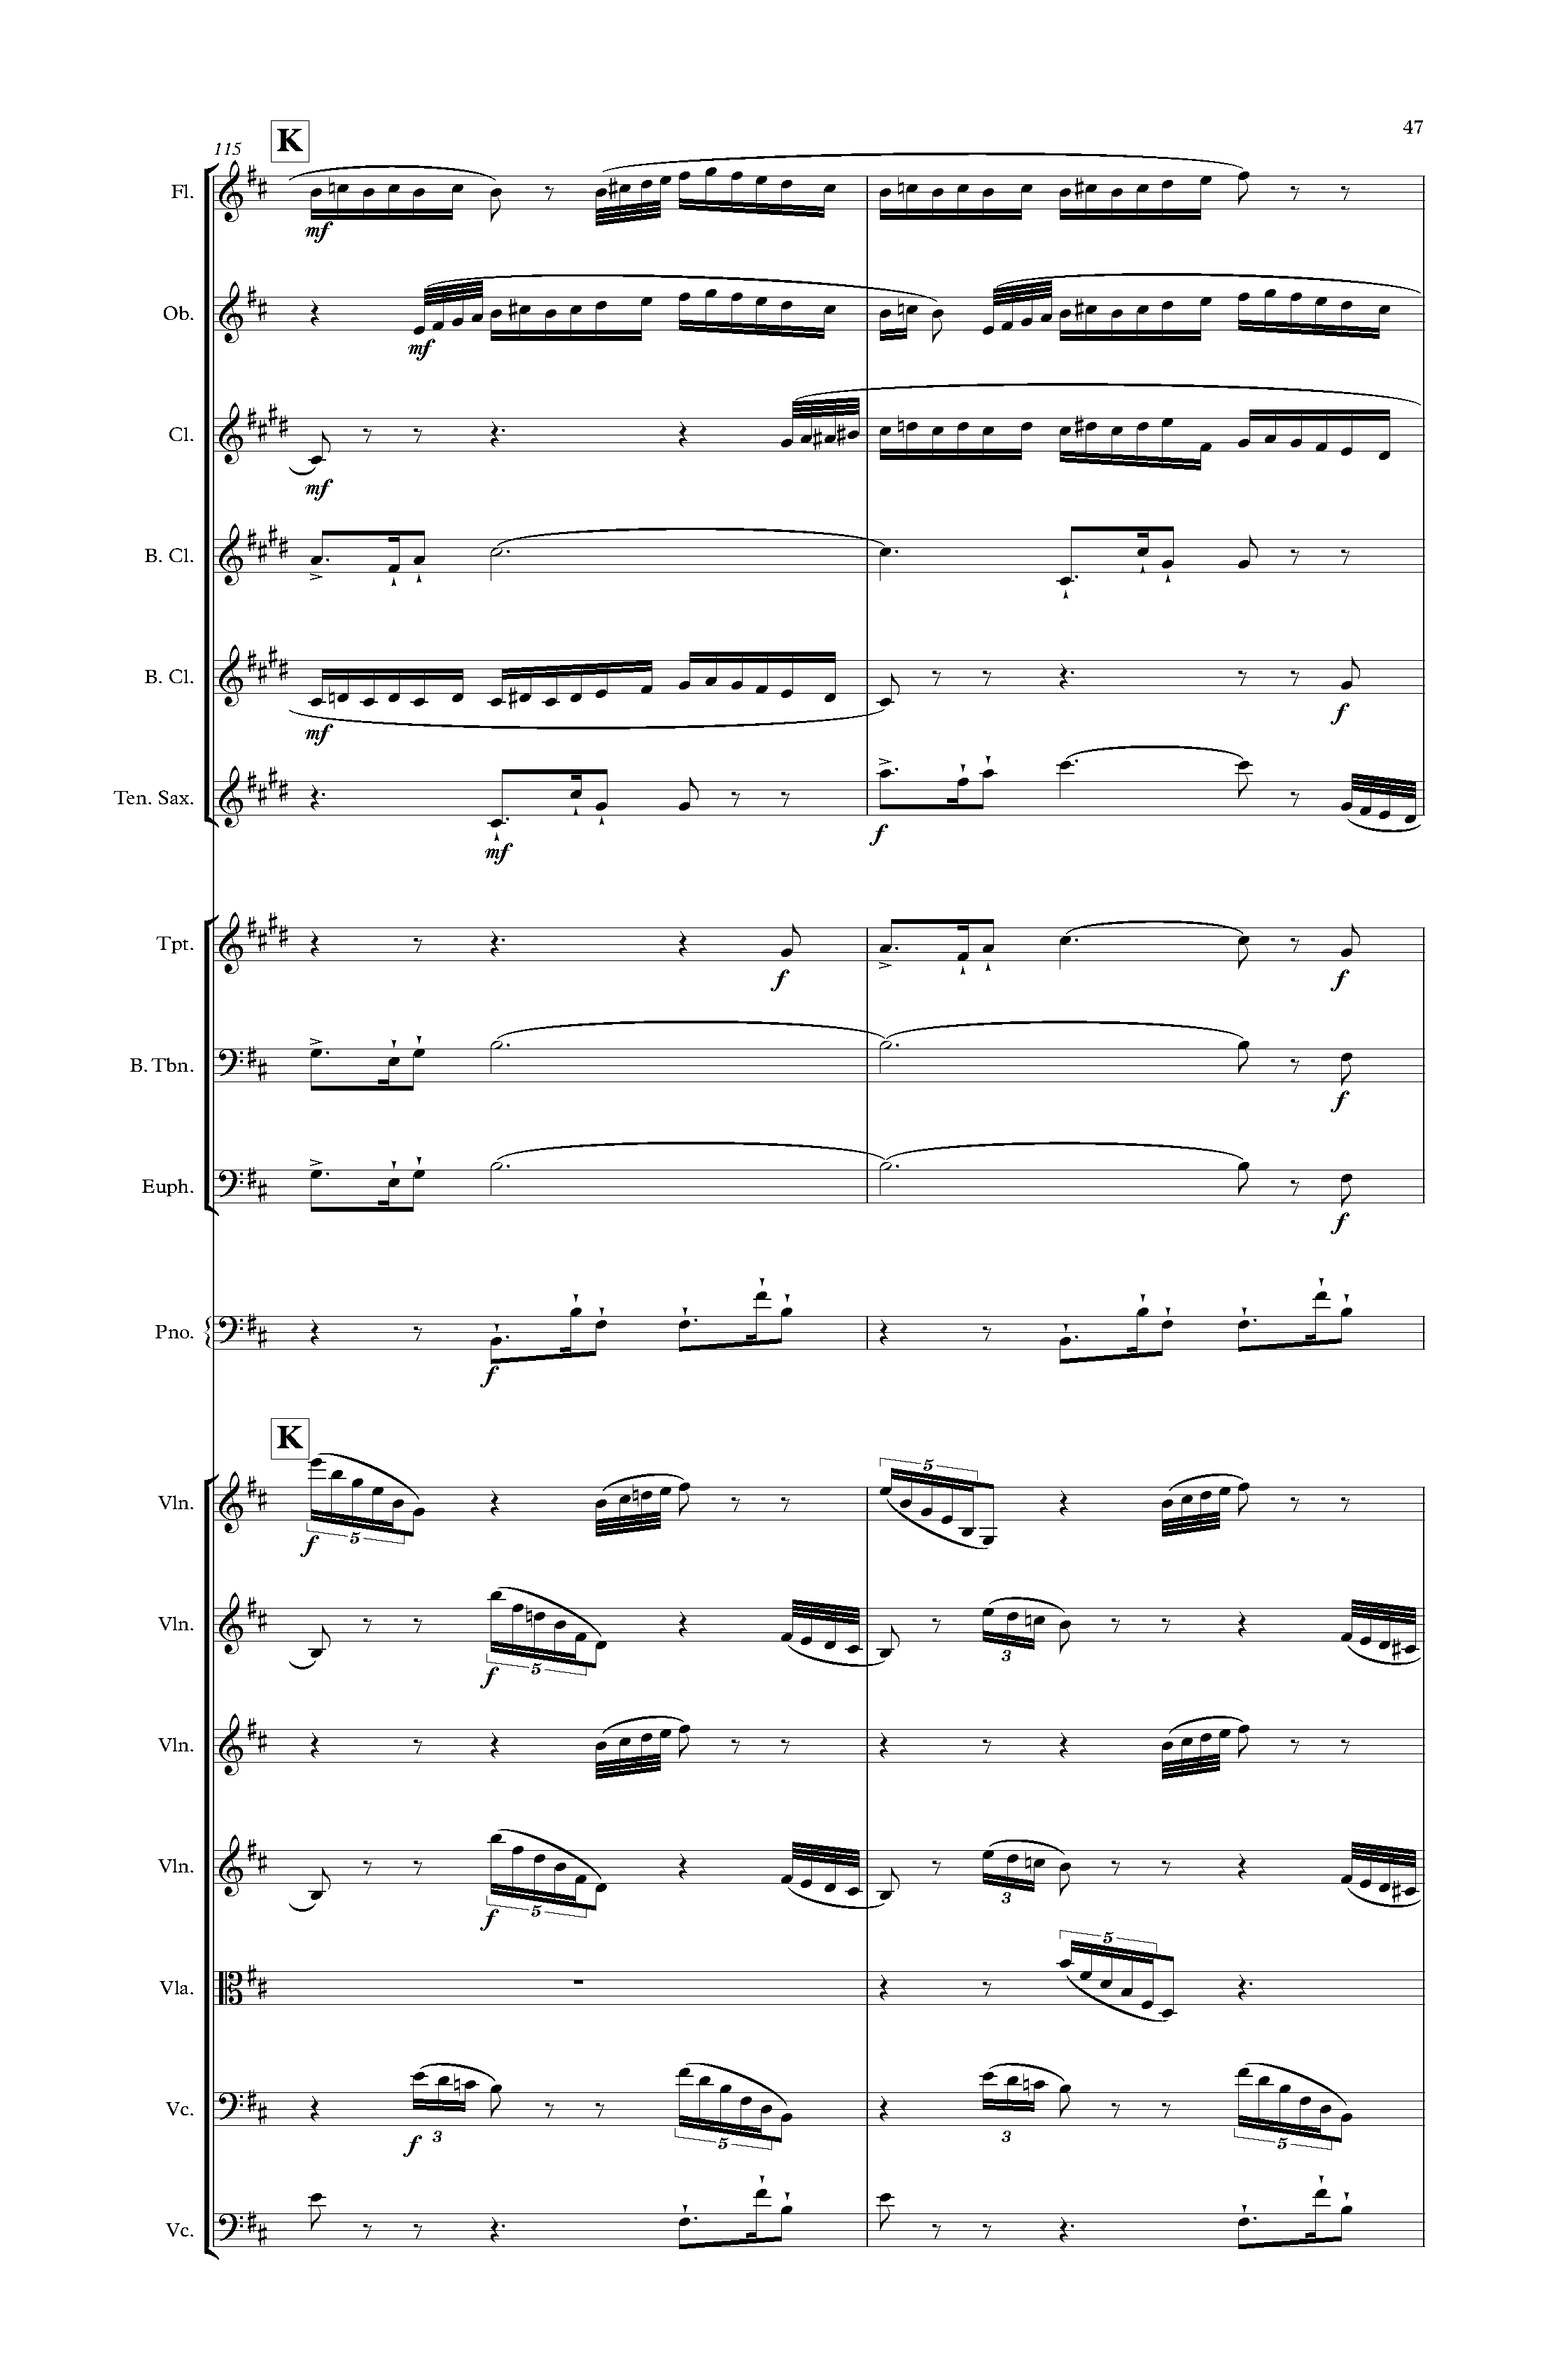 47
K
115
Fl.
mf
Ob.
mf
Cl.
mf
B. Cl.
B. Cl.
mf
f
Ten. Sax.
mf
f
Tpt.
f
f
B. Tbn.
f
Euph.
f
Pno.
f
K
Vln.
f
5
5
Vln.
f
5
3
Vln.
Vln.
f
5
3
Vla.
5
Vc.
f
3
5
3
5
Vc.